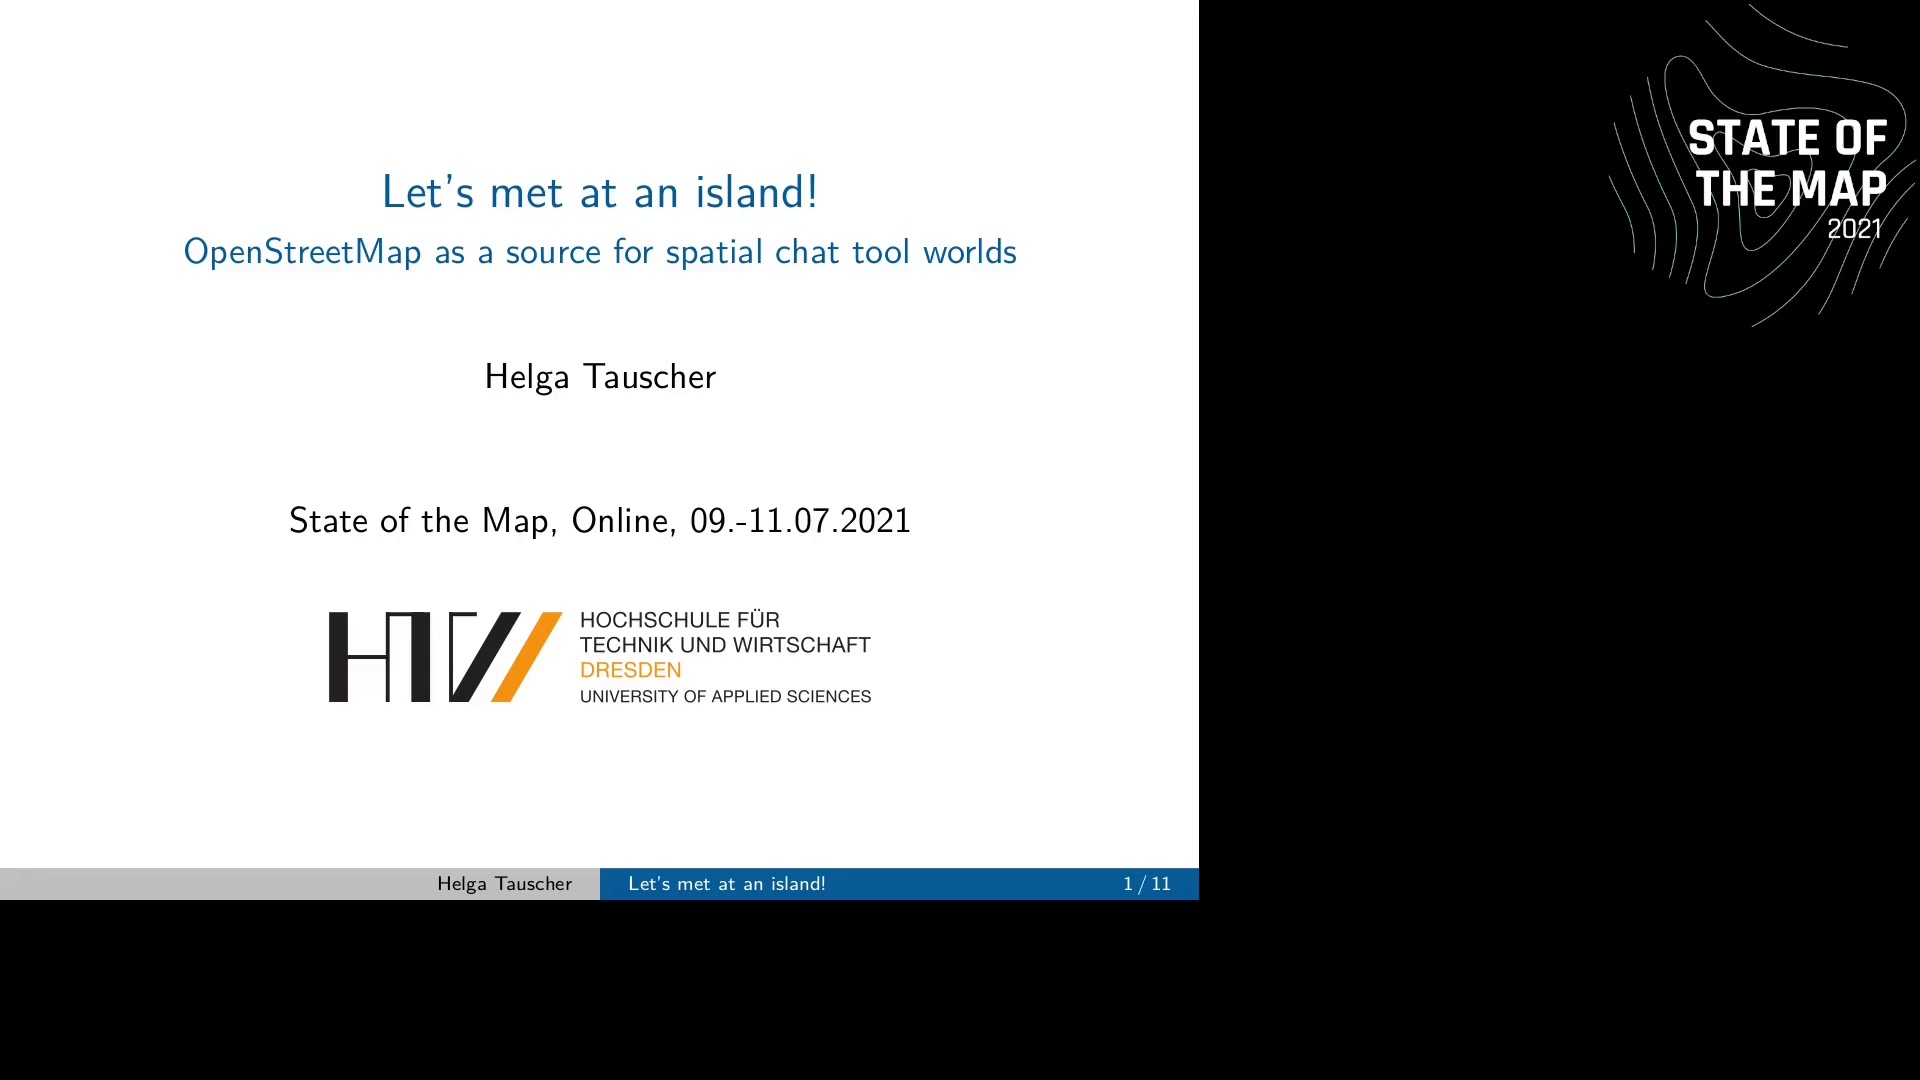 Let's met at an island!
OpenStreetMap as a source for spatial chat tool worlds
Helga Tauscher
State of the Map, Online, 09.-11.07.2021
HTW
HOCHSCHULE FÜR
TECHNIK UND WIRTSCHAFT
DRESDEN
UNIVERSITY OF APPLIED SCIENCES
Helga Tauscher
Let's met at an island!
1 / 11
STATE OF
THE MAP
2021